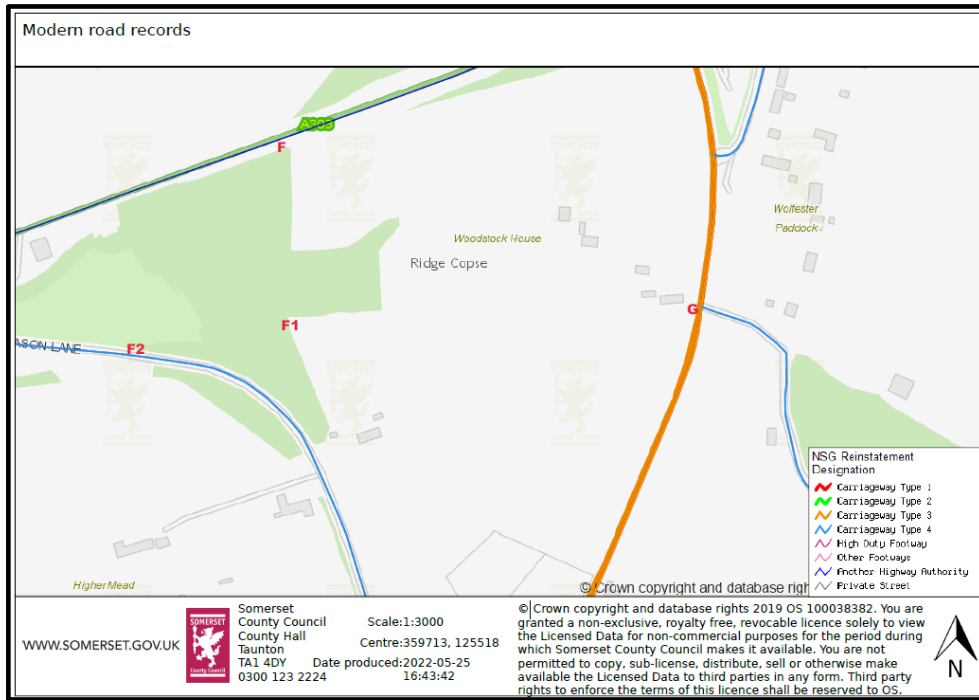 Modern road records
A303
F
SOMERSET
County Council
Wolfester
Paddock
Woodstock House
Ridge Copse
G
F1
ASON LANE
F2
Higher Mead
NSG Reinstatement
Designation
Carriageway Type 1
Carriageway Type 2
Carriageway Type 3
Carriageway Type 4
High Duty Footway
Other Footways
Another Highway Authority
Private Street
© Crown copyright and database righ
WWW.SOMERSET.GOV.UK
SOMERSET
County Council
Somerset
County Council
County Hall
Taunton
TA1 4DY
0300 123 2224
Scale:1:3000
Centre:359713, 125518
Date produced:2022-05-25
16:43:42
© Crown copyright and database rights 2019 OS 100038382. You are
granted a non-exclusive, royalty free, revocable licence solely to view
the Licensed Data for non-commercial purposes for the period during
which Somerset County Council makes it available. You are not
permitted to copy, sub-license, distribute, sell or otherwise make
available the Licensed Data to third parties in any form. Third party
rights to enforce the terms of this licence shall be reserved to OS.
N